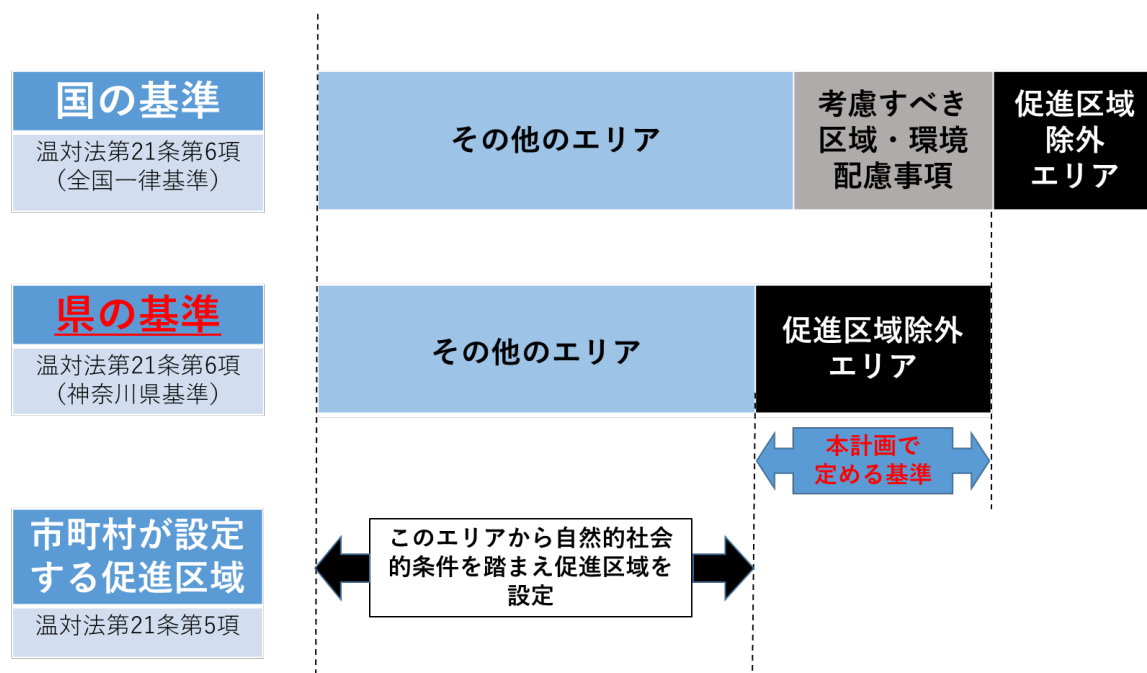 国の基準
温対法第21条第6項
(全国一律基準)
その他のエリア
考慮すべき
区域・環境
配慮事項
促進区域
除外
エリア
県の基準
温対法第21条第6項
(神奈川県基準)
その他のエリア
促進区域除外
エリア
本計画で
定める基準
市町村が設定
する促進区域
温対法第21条第5項
このエリアから自然的社会
的条件を踏まえ促進区域を
設定